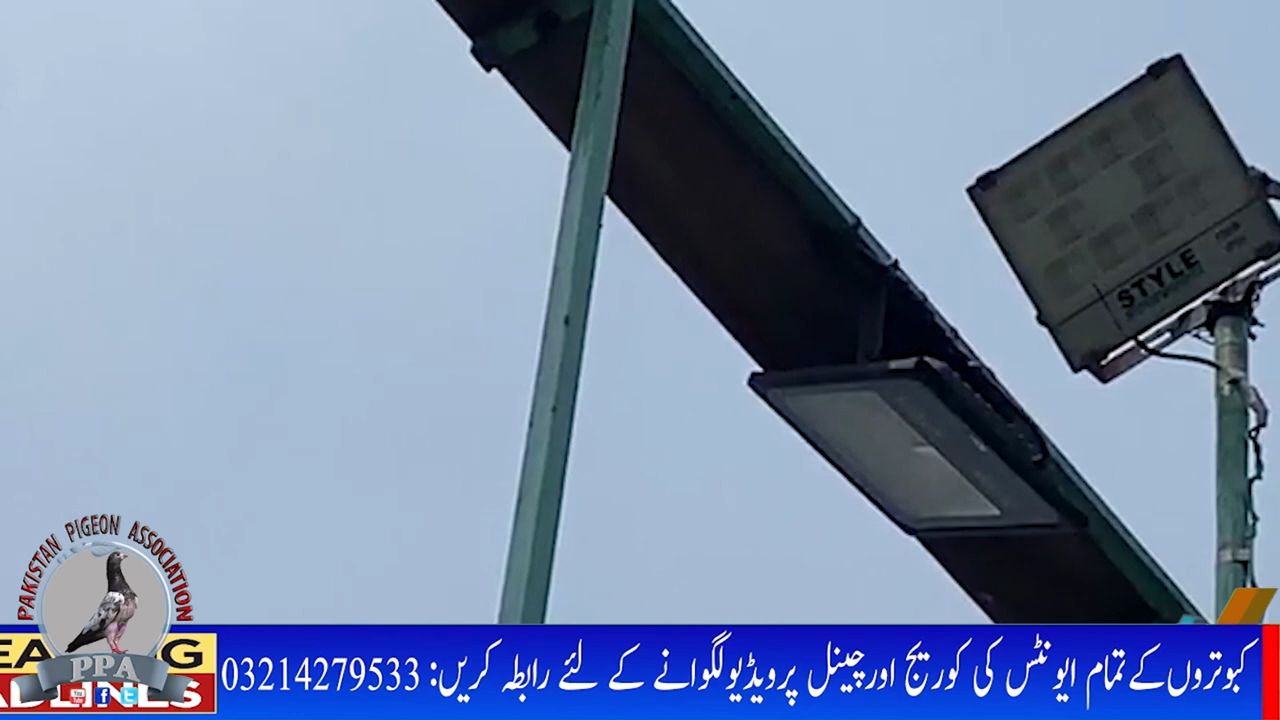 STYLE
PAKISTAN PIGEON ASSOCIATION
PPA
کبوتروں کے تمام ایونٹس کی کوریج اور چینل پر ویڈیو لگوانے کے لئے رابطہ کریں: 03214279533